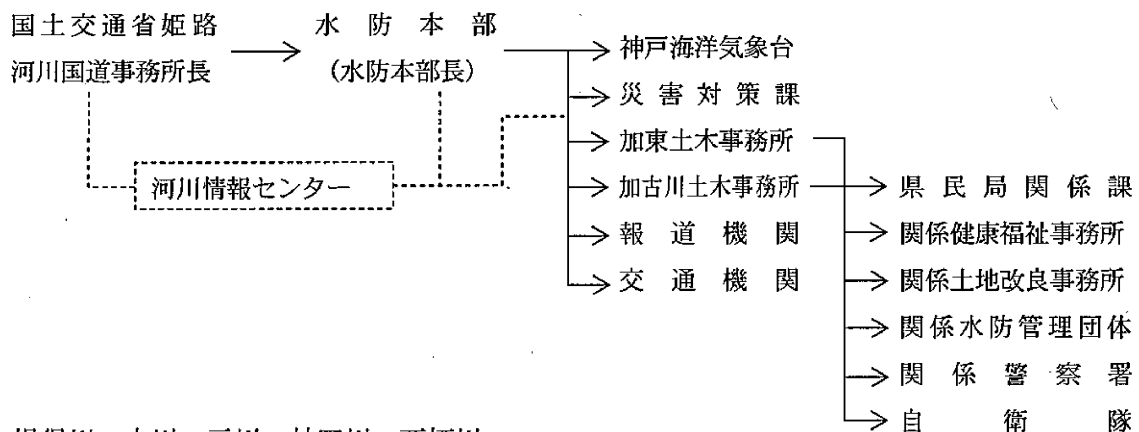 国土交通省姫路
河川国道事務所長
水防本部
(水防本部長)
河川情報センター
神戸海洋気象台
災害対策課
加東土木事務所
加古川土木事務所
報道機関
交通機関
県民局関係課
関係健康福祉事務所
関係土地改良事務所
関係水防管理団体
関係警察署
自衛隊